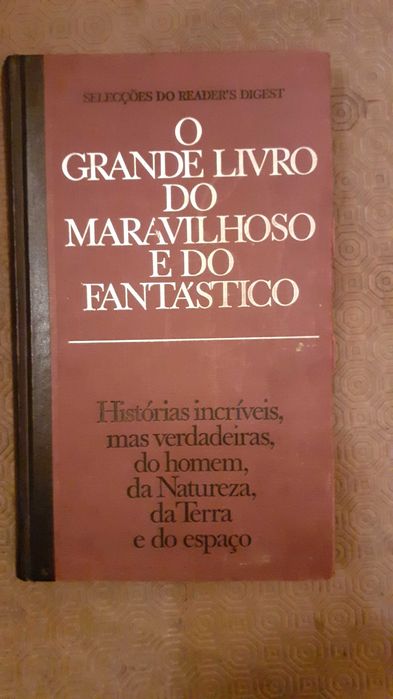 SELECÇÕES DO READER'S DIGEST
O
GRANDE LIVRO
DO
MARAVILHOSO
E DO
FANTÁSTICO
Histórias incríveis,
mas verdadeiras,
do homem,
da Natureza,
da Terra
e do espaço